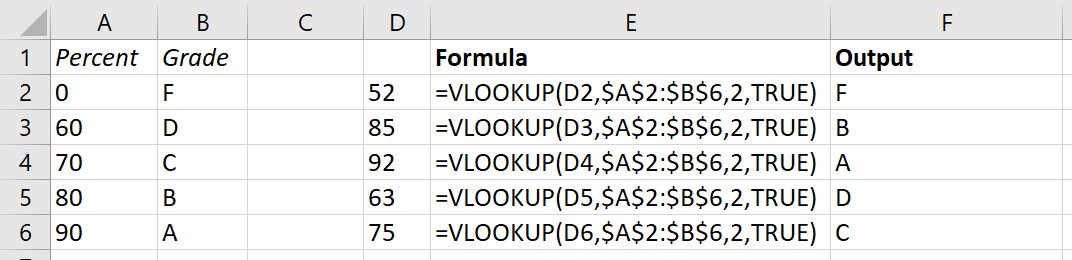 A B C D E F
1 Percent Grade Formula Output
2 0 F 52 =VLOOKUP(D2,$A$2:$B$6,2,TRUE) F
3 60 D 85 =VLOOKUP(D3,$A$2:$B$6,2,TRUE) B
4 70 C 92 =VLOOKUP(D4,$A$2:$B$6,2,TRUE) A
5 80 B 63 =VLOOKUP(D5,$A$2:$B$6,2,TRUE) D
6 90 A 75 =VLOOKUP(D6,$A$2:$B$6,2,TRUE) C